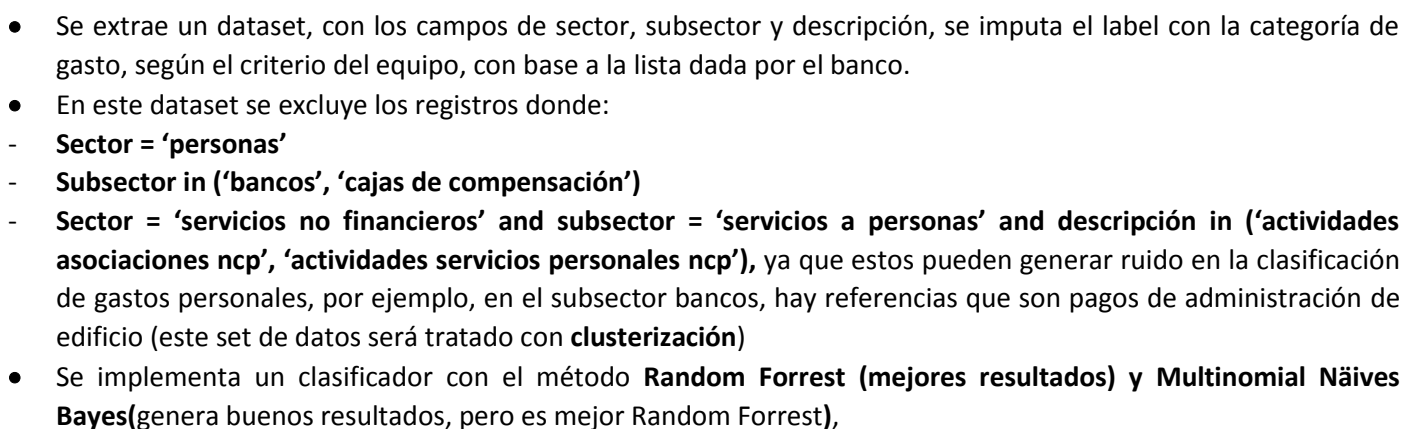 ● Se extrae un dataset, con los campos de sector, subsector y descripción, se imputa el label con la categoría de
gasto, según el criterio del equipo, con base a la lista dada por el banco.
● En este dataset se excluye los registros donde:
- Sector = ‘personas’
- Subsector in (‘bancos’, ‘cajas de compensación’)
- Sector = ‘servicios no financieros’ and subsector = ‘servicios a personas’ and descripción in (‘actividades
asociaciones ncp’, ‘actividades servicios personales ncp’), ya que estos pueden generar ruido en la clasificación
de gastos personales, por ejemplo, en el subsector bancos, hay referencias que son pagos de administración de
edificio (este set de datos será tratado con clusterización)
● Se implementa un clasificador con el método Random Forrest (mejores resultados) y Multinomial Näives
Bayes(genera buenos resultados, pero es mejor Random Forrest),